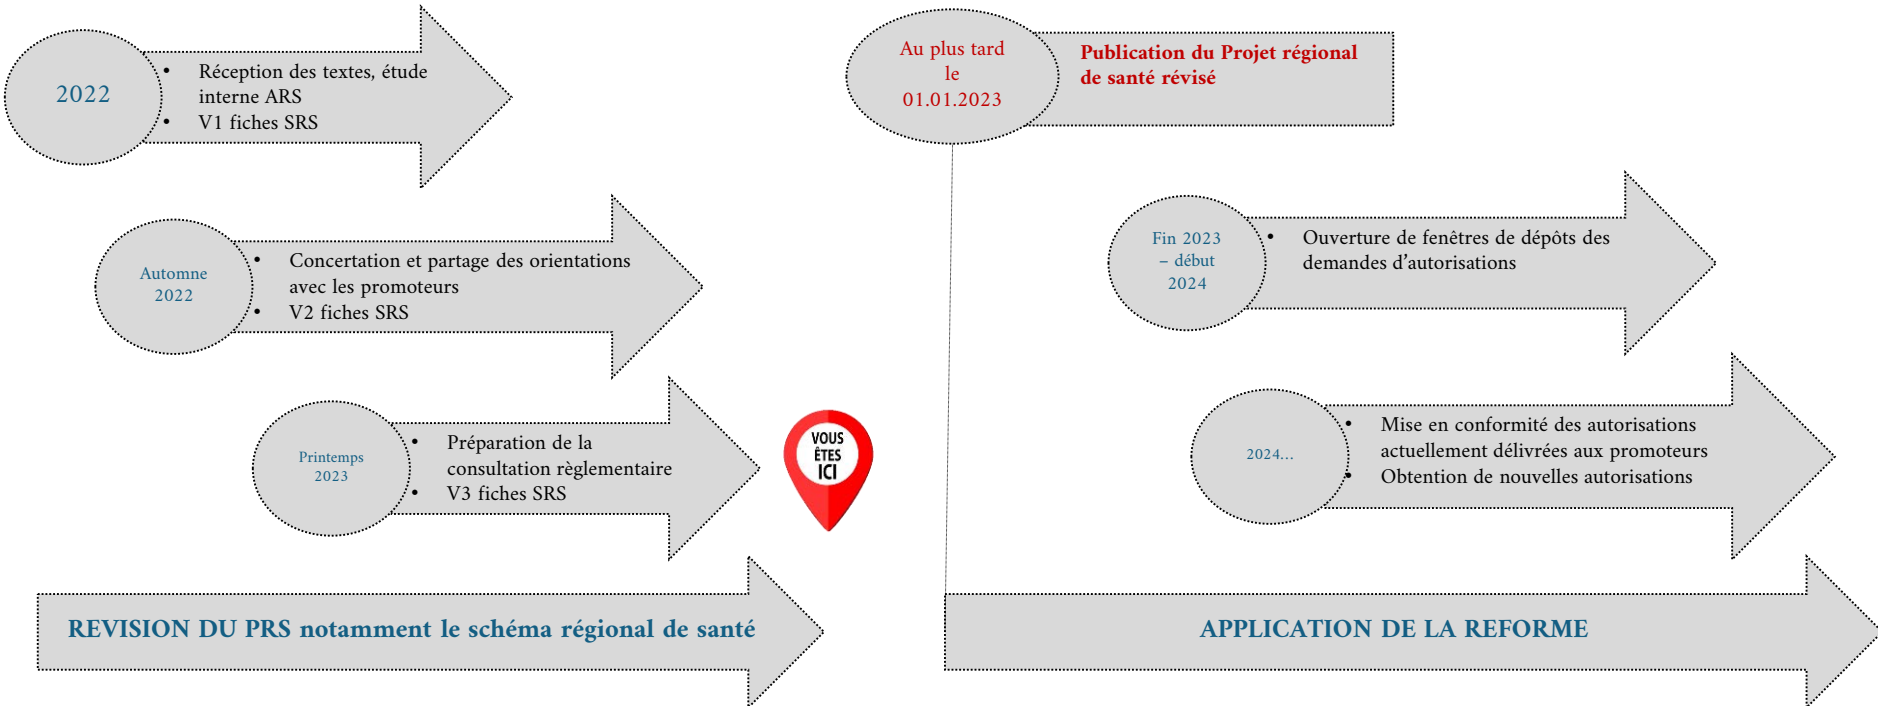 2022
• Réception des textes, étude
interne ARS
• V1 fiches SRS
Automne
2022
• Concertation et partage des orientations
avec les promoteurs
• V2 fiches SRS
Printemps
2023
• Préparation de la
consultation règlementaire
• V3 fiches SRS
VOUS
ÊTES
ICI
REVISION DU PRS notamment le schéma régional de santé
Au plus tard
le
01.01.2023
Publication du Projet régional
de santé révisé
Fin 2023
– début
2024
• Ouverture de fenêtres de dépôts des
demandes d'autorisations
2024...
• Mise en conformité des autorisations
actuellement délivrées aux promoteurs
• Obtention de nouvelles autorisations
APPLICATION DE LA REFORME